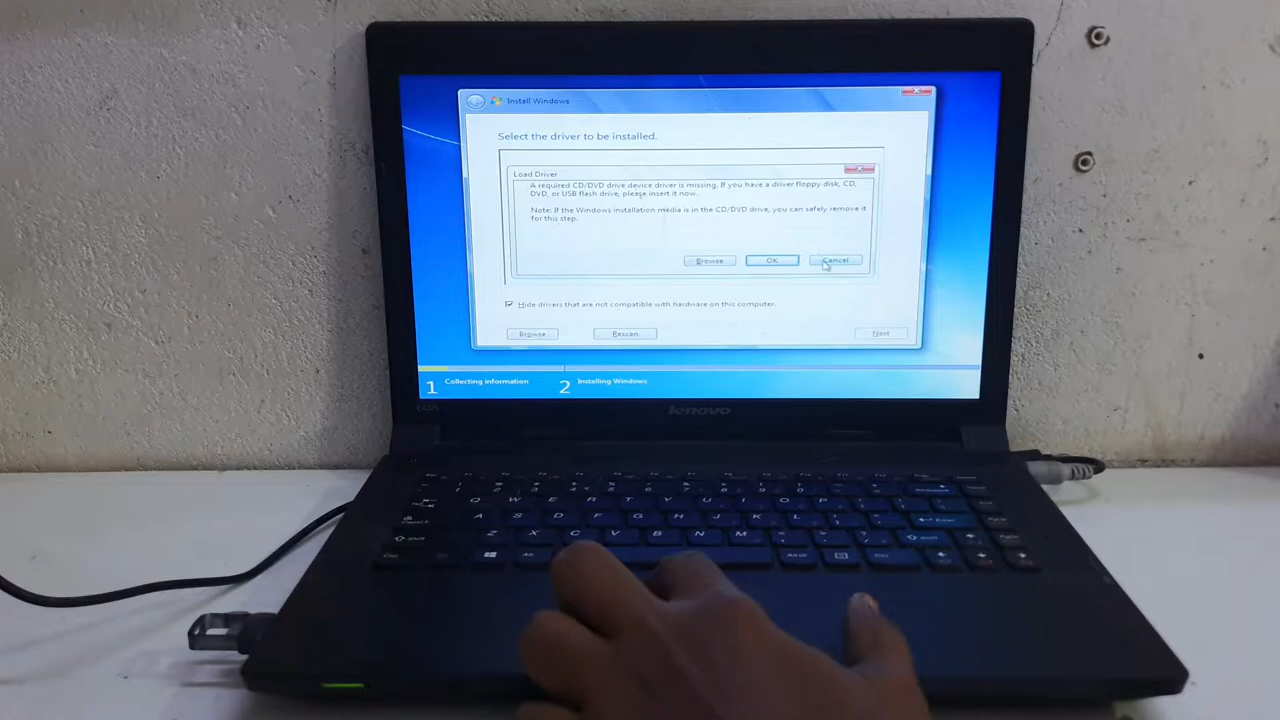 Install Windows
Select the driver to be installed.
Load Driver
A required CD/DVD drive device driver is missing. If you have a driver floppy disk, CD,
DVD, or USB flash drive, please insert it now.
Note: If the Windows installation media is in the CD/DVD drive, you can safely remove it
for this step.
Browse OK Cancel
Hide drivers that are not compatible with hardware on this computer.
Browse Rescan Next
1 Collecting information 2 Installing Windows
lenovo
Q W E R T Y U I O P
A S D F G H J K L
Z X C V B N M
Alt